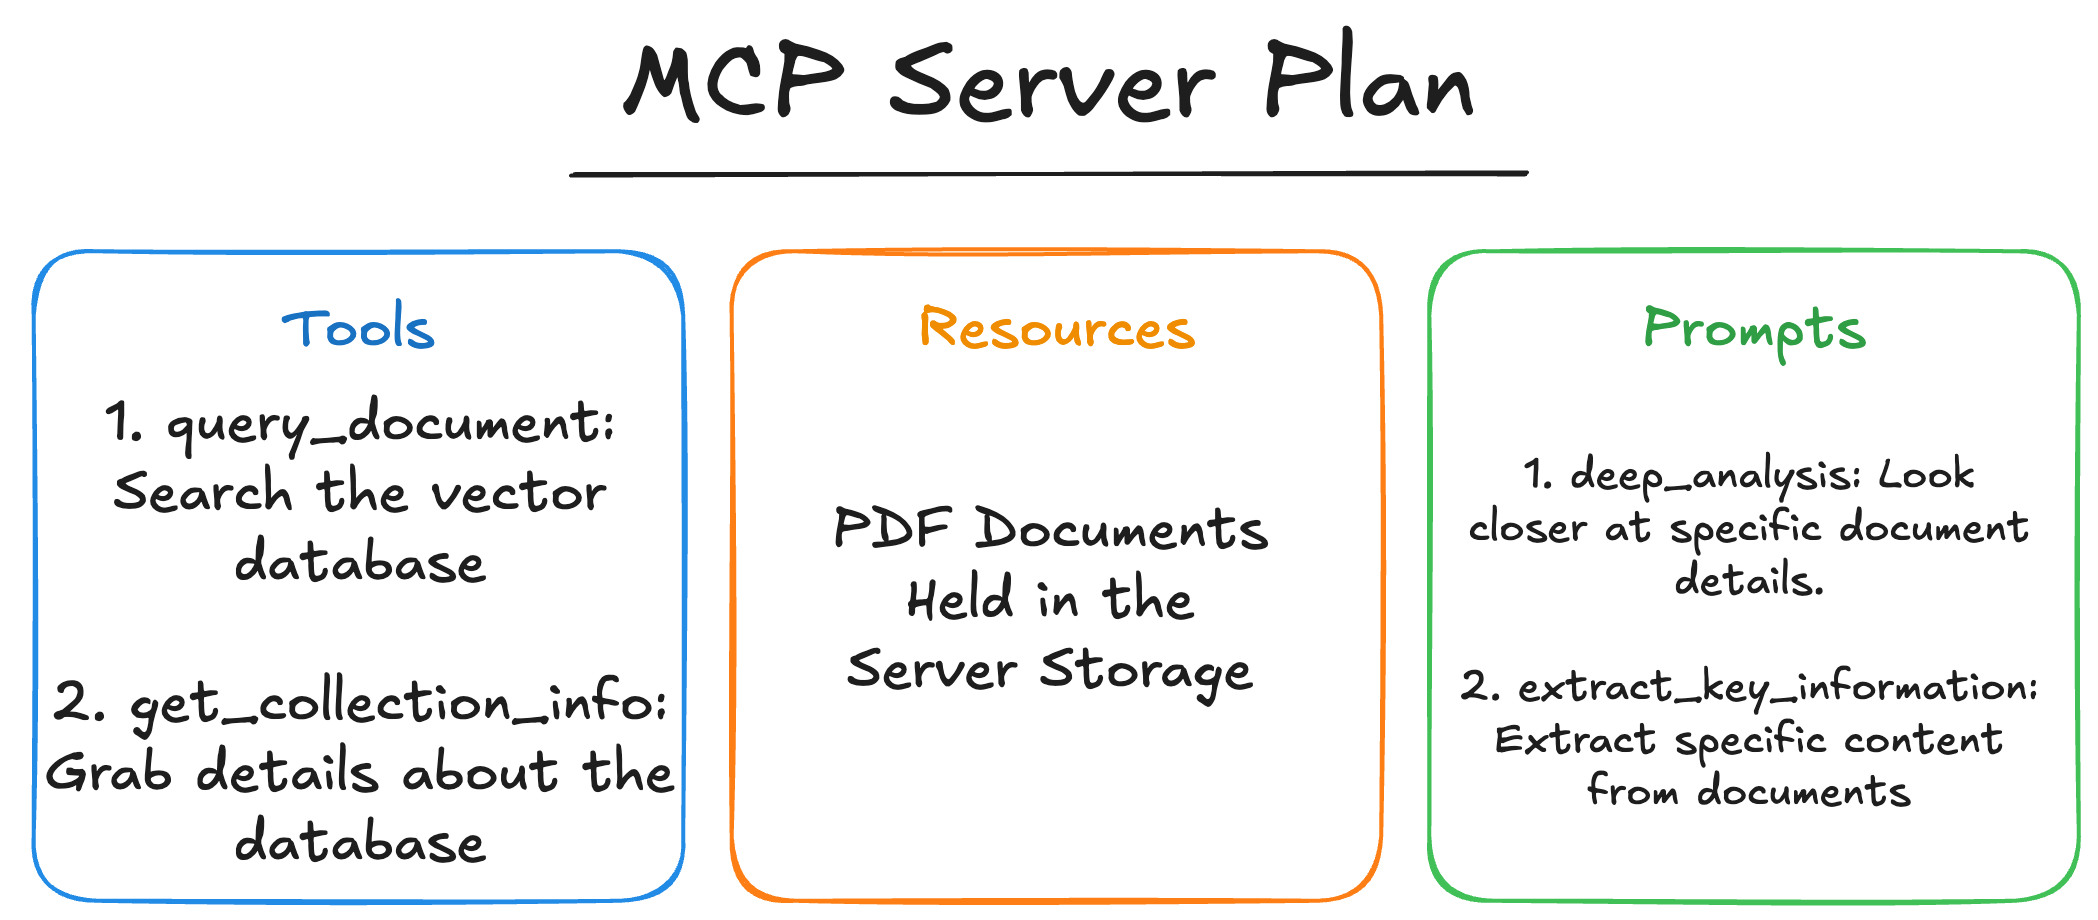 MCP Server Plan
Tools
1. query_document:
Search the vector
database
2. get_collection_info:
Grab details about the
database
Resources
PDF Documents
Held in the
Server Storage
Prompts
1. deep_analysis: Look
closer at specific document
details.
2. extract_key_information:
Extract specific content
from documents